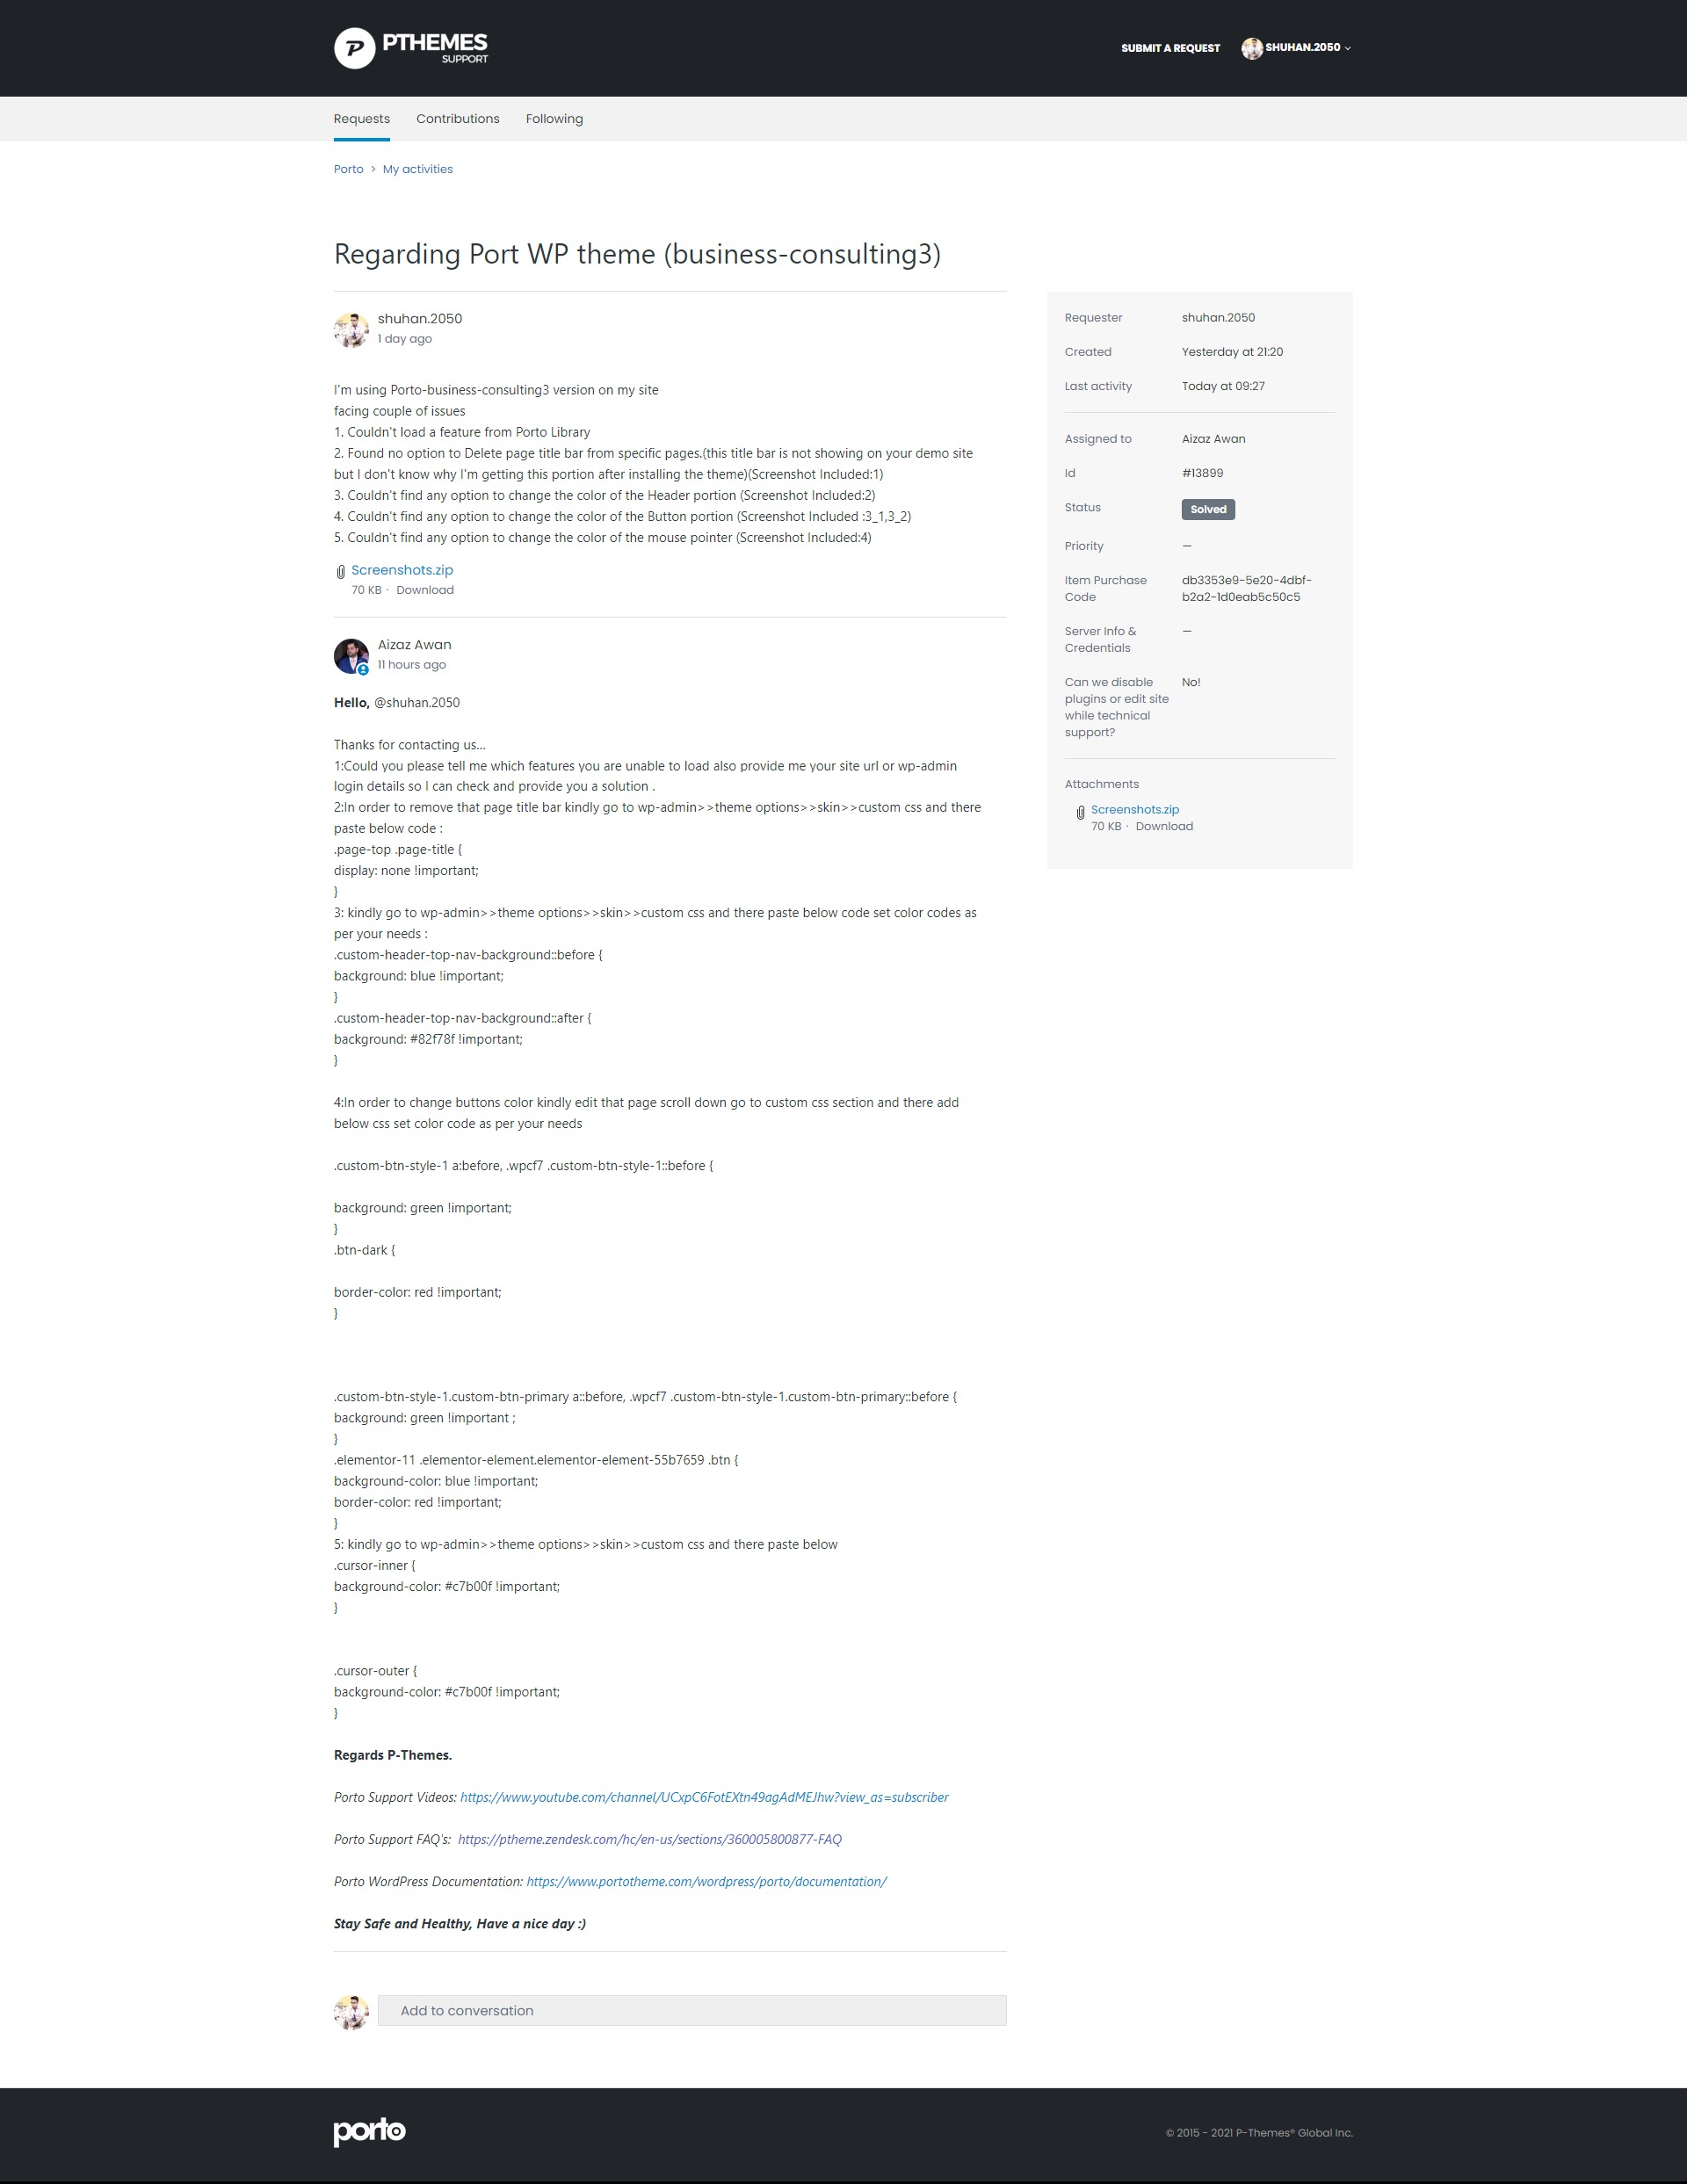 PTHEMES
SUPPORT
SUBMIT A REQUEST
SHUHAN.2050
Requests
Contributions
Following
Porto > My activities
Regarding Port WP theme (business-consulting3)
shuhan.2050
1 day ago
I'm using Porto-business-consulting3 version on my site
facing couple of issues
1. Couldn't load a feature from Porto Library
2. Found no option to Delete page title bar from specific pages.(this title bar is not showing on your demo site
but I don't know why I'm getting this portion after installing the theme)(Screenshot Included:1)
3. Couldn't find any option to change the color of the Header portion (Screenshot Included:2)
4. Couldn't find any option to change the color of the Button portion (Screenshot Included :3_1,3_2)
5. Couldn't find any option to change the color of the mouse pointer (Screenshot Included:4)
Screenshots.zip
70 KB · Download
Aizaz Awan
11 hours ago
Hello, @shuhan.2050
Thanks for contacting us...
1:Could you please tell me which features you are unable to load also provide me your site url or wp-admin
login details so I can check and provide you a solution .
2:In order to remove that page title bar kindly go to wp-admin>>theme options>>skin>>custom css and there
paste below code :
.page-top .page-title {
display: none !important;
}
3: kindly go to wp-admin>>theme options>>skin>>custom css and there paste below code set color codes as
per your needs :
.custom-header-top-nav-background::before {
background: blue !important;
}
.custom-header-top-nav-background::after {
background: #82f78f !important;
}
4:In order to change buttons color kindly edit that page scroll down go to custom css section and there add
below css set color code as per your needs
.custom-btn-style-1 a:before, .wpcf7 .custom-btn-style-1::before {
background: green !important;
}
.btn-dark {
border-color: red !important;
}
.custom-btn-style-1.custom-btn-primary a::before, .wpcf7 .custom-btn-style-1.custom-btn-primary::before {
background: green !important ;
}
.elementor-11 .elementor-element.elementor-element-55b7659 .btn {
background-color: blue !important;
border-color: red !important;
}
5: kindly go to wp-admin>>theme options>>skin>>custom css and there paste below
.cursor-inner {
background-color: #c7b00f !important;
}
.cursor-outer {
background-color: #c7b00f !important;
}
Regards P-Themes.
Porto Support Videos: https://www.youtube.com/channel/UCxpC6FotEXtn49agAdMEJhw?view_as=subscriber
Porto Support FAQ's: https://ptheme.zendesk.com/hc/en-us/sections/360005800877-FAQ
Porto WordPress Documentation: https://www.portotheme.com/wordpress/porto/documentation/
Stay Safe and Healthy, Have a nice day :)
Add to conversation
Requester shuhan.2050
Created Yesterday at 21:20
Last activity Today at 09:27
Assigned to Aizaz Awan
Id #13899
Status Solved
Priority —
Item Purchase db3353e9-5e20-4dbf-
Code b2a2-1d0eab5c50c5
Server Info & —
Credentials
Can we disable No!
plugins or edit site
while technical
support?
Attachments
Screenshots.zip
70 KB · Download
porto
© 2015 - 2021 P-Themes® Global Inc.